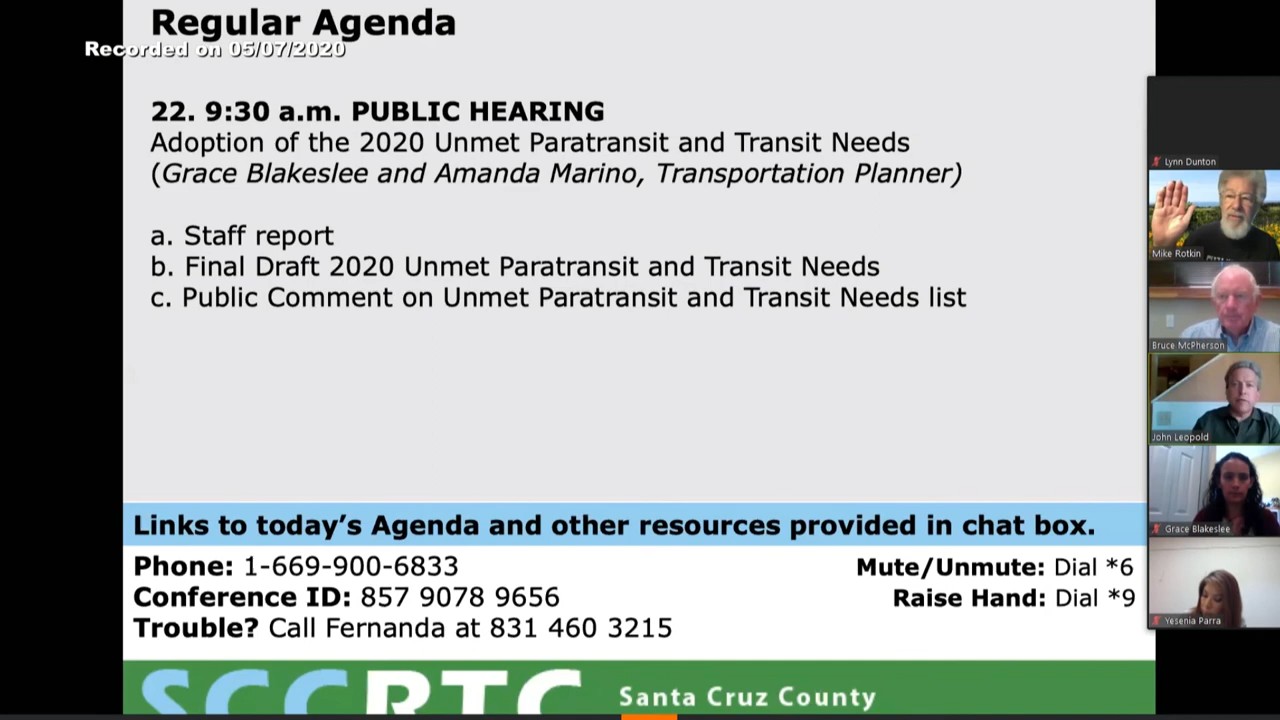 Regular Agenda
Recorded on 05/07/2020
22. 9:30 a.m. PUBLIC HEARING
Adoption of the 2020 Unmet Paratransit and Transit Needs
(Grace Blakeslee and Amanda Marino, Transportation Planner)
a. Staff report
b. Final Draft 2020 Unmet Paratransit and Transit Needs
c. Public Comment on Unmet Paratransit and Transit Needs list
Links to today's Agenda and other resources provided in chat box.
Phone: 1-669-900-6833
Mute/Unmute: Dial *6
Conference ID: 857 9078 9656
Raise Hand: Dial *9
Trouble? Call Fernanda at 831 460 3215
SCCRTC
Santa Cruz County
Lynn Dunton
Mike Rotkin
Bruce McPherson
John Leopold
Grace Blakeslee
Yesenia Parra